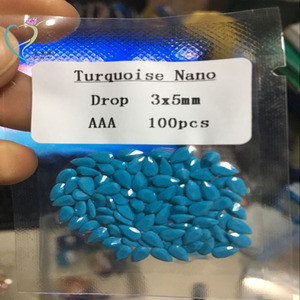 Turquoise Nano
Drop 3x5mm
AAA 100pcs